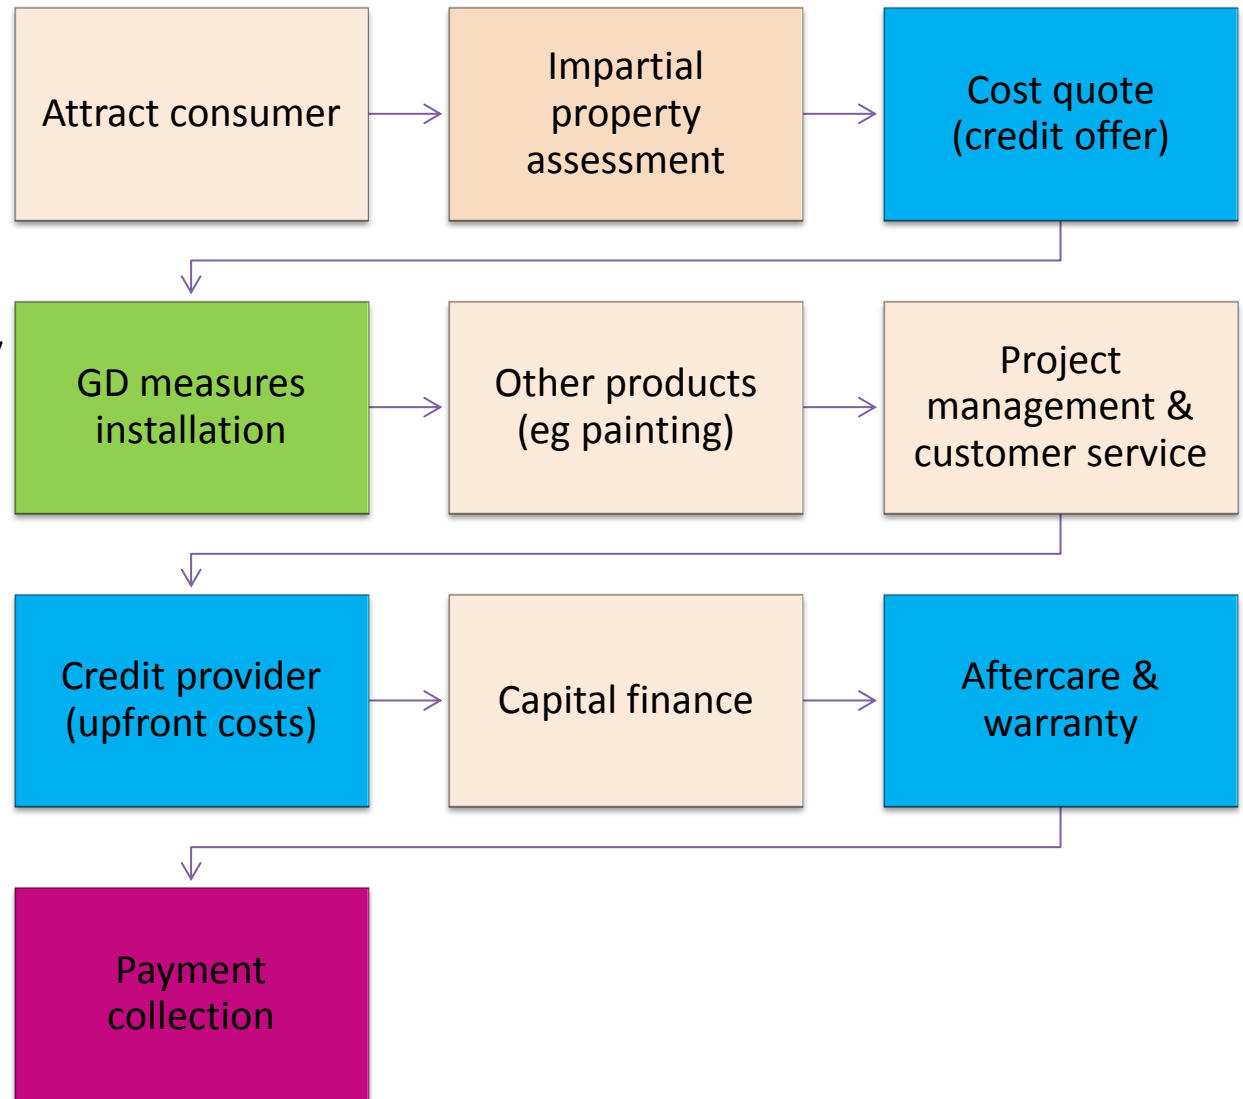 Attract consumer
Impartial
property
assessment
Cost quote
(credit offer)
GD measures
installation
Other products
(eg painting)
Project
management &
customer service
Credit provider
(upfront costs)
Capital finance
Aftercare &
warranty
Payment
collection